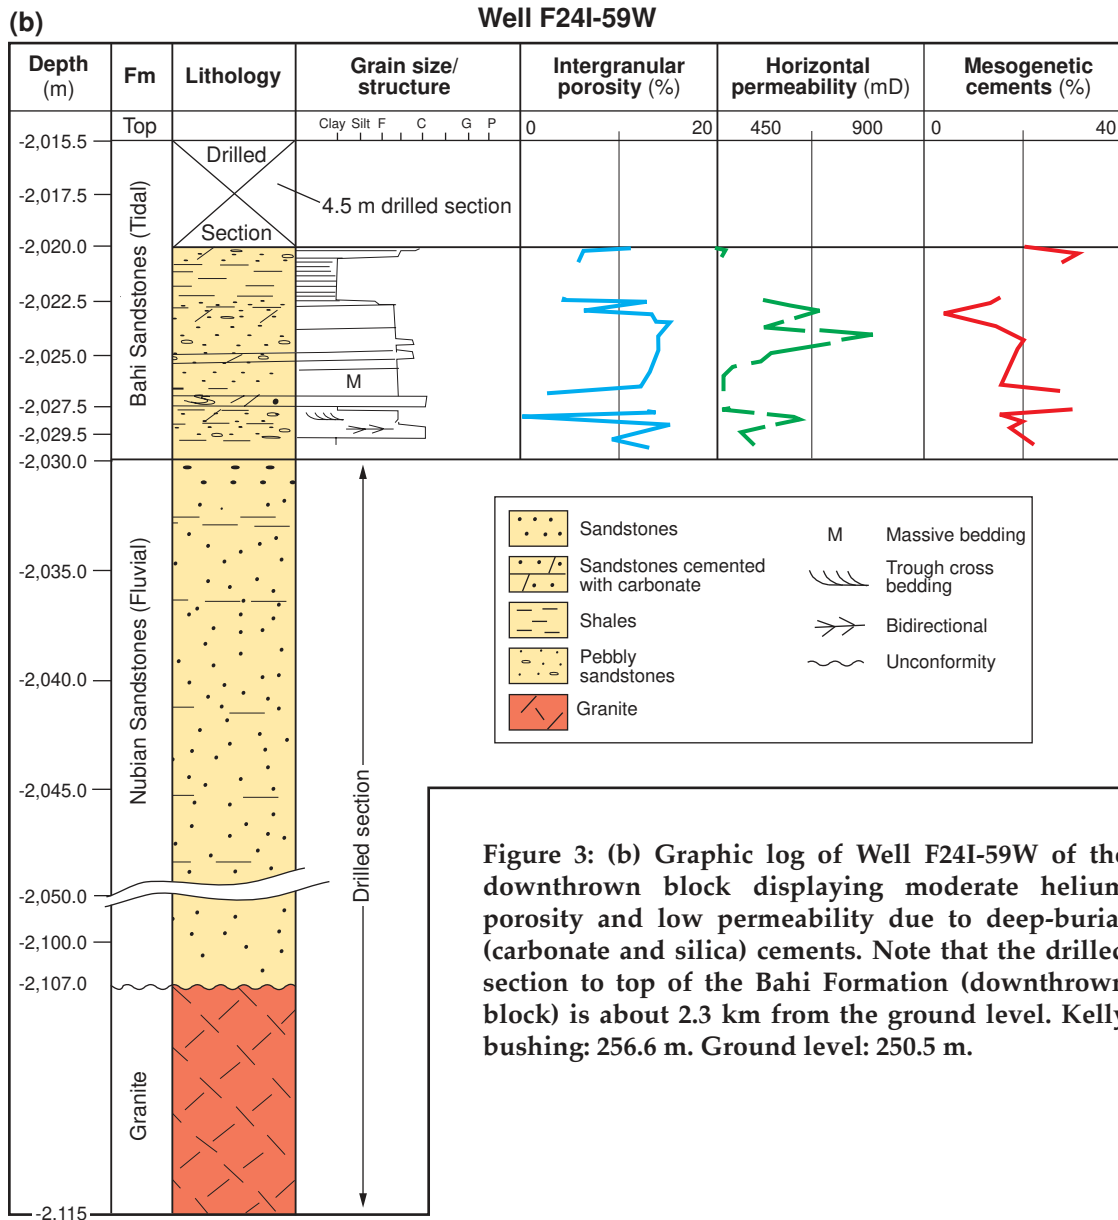 (b)
Well F24I-59W
Depth
(m)
Fm
Lithology
Grain size/
structure
Intergranular
porosity (%)
Horizontal
permeability (mD)
Mesogenetic
cements (%)
Top
Clay Silt F C G P
0 20
450 900
0 40
-2,015.5
-2,017.5
-2,020.0
-2,022.5
-2,025.0
-2,027.5
-2,029.5
-2,030.0
-2,035.0
-2,040.0
-2,045.0
-2,050.0
-2,100.0
-2,107.0
-2.115
Bahi Sandstones (Tidal)
Nubian Sandstones (Fluvial)
Granite
Drilled
Section
4.5 m drilled section
M
Drilled section
Sandstones
Sandstones cemented
with carbonate
Shales
Pebbly
sandstones
Granite
M Massive bedding
Trough cross
bedding
Bidirectional
Unconformity
Figure 3: (b) Graphic log of Well F24I-59W of the
downthrown block displaying moderate helium
porosity and low permeability due to deep-buria
(carbonate and silica) cements. Note that the drilled
section to top of the Bahi Formation (downthrown
block) is about 2.3 km from the ground level. Kelly
bushing: 256.6 m. Ground level: 250.5 m.